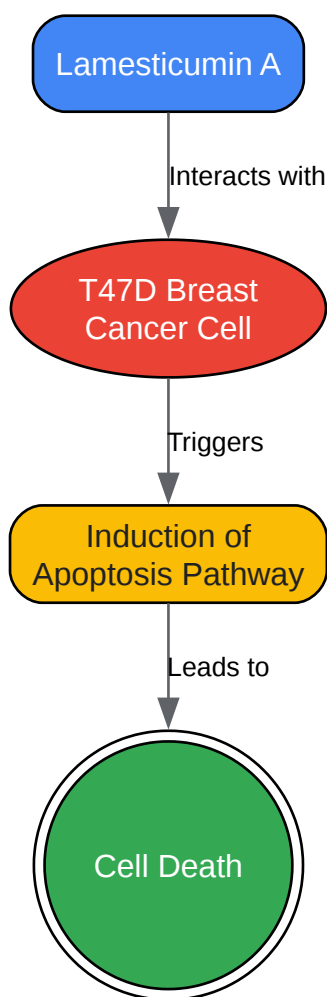 Lamesticumin A
Interacts with
T47D Breast
Cancer Cell
Triggers
Induction of
Apoptosis Pathway
Leads to
Cell Death